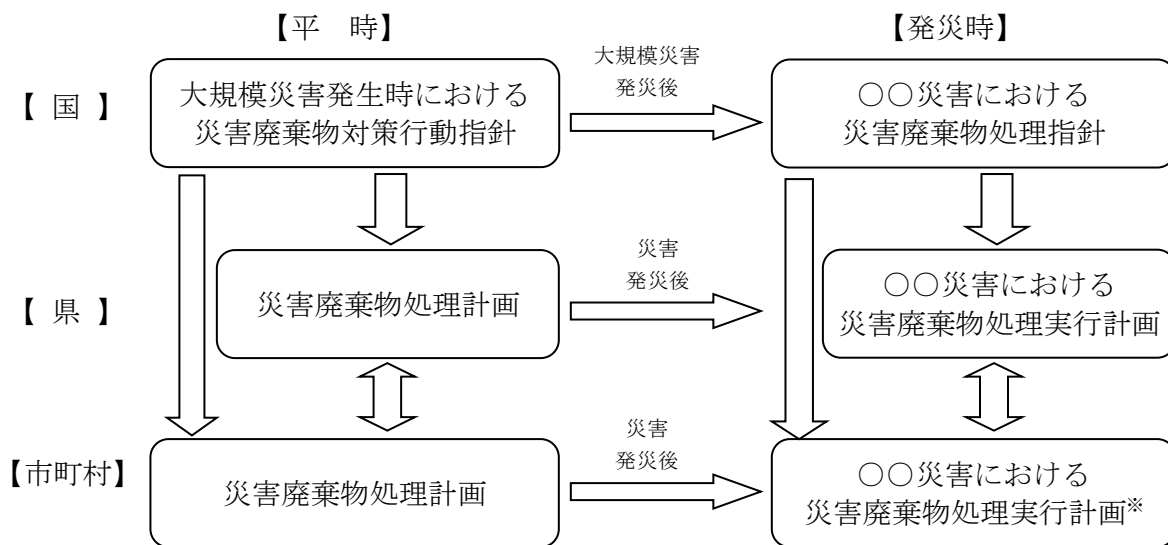 【平　時】
【発災時】
【 国 】
大規模災害発生時における
災害廃棄物対策行動指針
大規模災害
発災後
○○災害における
災害廃棄物処理指針
【 県 】
災害廃棄物処理計画
災害
発災後
○○災害における
災害廃棄物処理実行計画
【市町村】
災害廃棄物処理計画
災害
発災後
○○災害における
災害廃棄物処理実行計画※